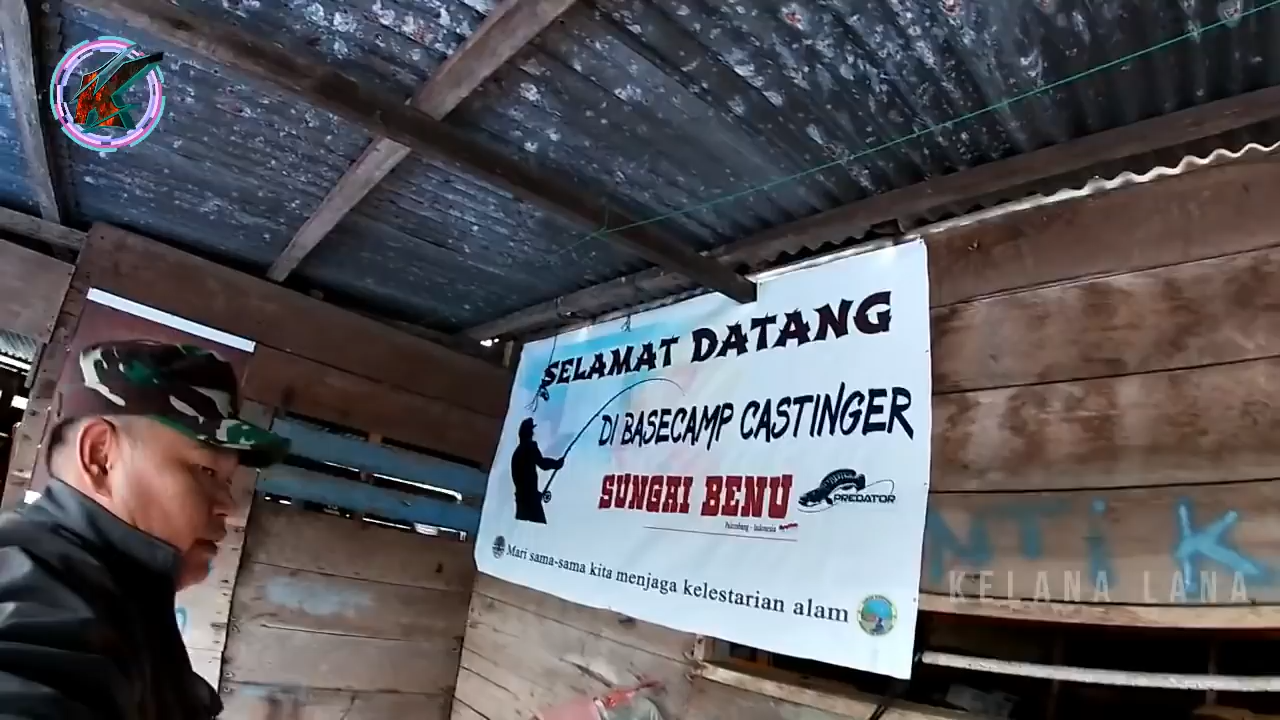 SELAMAT DATANG
DI BASECAMP CASTINGER
SUNGAI BENU
PREDATOR
Palembang - Indonesia
Mari sama-sama kita menjaga kelestarian alam
NTi K
KELANA LANA